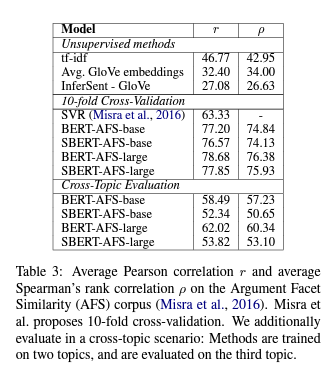 Model r ρ
Unsupervised methods
tf-idf 46.77 42.95
Avg. GloVe embeddings 32.40 34.00
InferSent - GloVe 27.08 26.63
10-fold Cross-Validation
SVR (Misra et al., 2016) 63.33 -
BERT-AFS-base 77.20 74.84
SBERT-AFS-base 76.57 74.13
BERT-AFS-large 78.68 76.38
SBERT-AFS-large 77.85 75.93
Cross-Topic Evaluation
BERT-AFS-base 58.49 57.23
SBERT-AFS-base 52.34 50.65
BERT-AFS-large 62.02 60.34
SBERT-AFS-large 53.82 53.10
Table 3: Average Pearson correlation r and average
Spearman's rank correlation ρ on the Argument Facet
Similarity (AFS) corpus (Misra et al., 2016). Misra et
al. proposes 10-fold cross-validation. We additionally
evaluate in a cross-topic scenario: Methods are trained
on two topics, and are evaluated on the third topic.